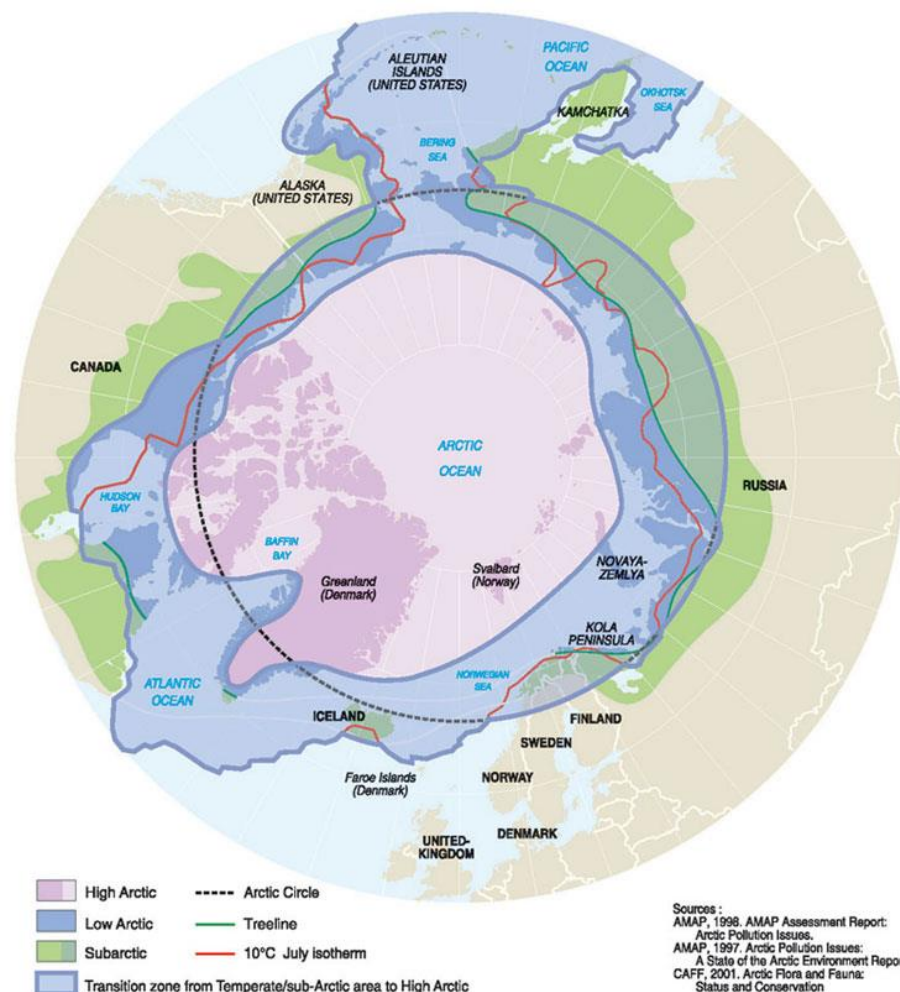 ALEUTIAN
ISLANDS
(UNITED STATES)
PACIFIC
OCEAN
OKHOTSK
SEA
KAMCHATKA
BERING
SEA
ALASKA
(UNITED STATES)
CANADA
ARCTIC
OCEAN
RUSSIA
HUDSON
BAY
BAFFIN
BAY
Greenland
(Denmark)
Svalbard
(Norway)
NOVAYA-
ZEMLYA
KOLA
PENINSULA
NORWEGIAN
SEA
ATLANTIC
OCEAN
ICELAND
FINLAND
SWEDEN
Faroe Islands
(Denmark)
NORWAY
DENMARK
UNITED-
KINGDOM
High Arctic
Arctic Circle
Low Arctic
Treeline
Subarctic
10°C July isotherm
Transition zone from Temperate/sub-Arctic area to High Arctic
Sources :
AMAP, 1998. AMAP Assessment Report:
Arctic Pollution Issues.
AMAP, 1997. Arctic Pollution Issues:
A State of the Arctic Environment Repor
CAFF, 2001. Arctic Flora and Fauna:
Status and Conservation